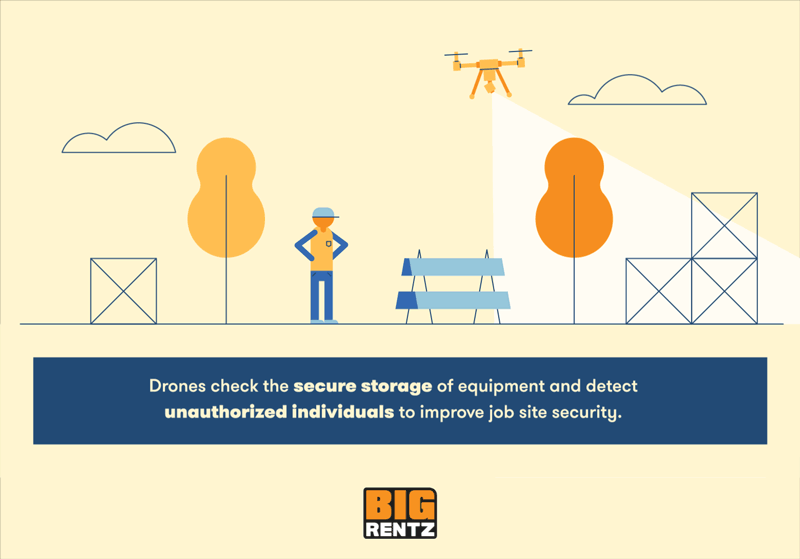 Drones check the secure storage of equipment and detect
unauthorized individuals to improve job site security.
BIG
RENTZ